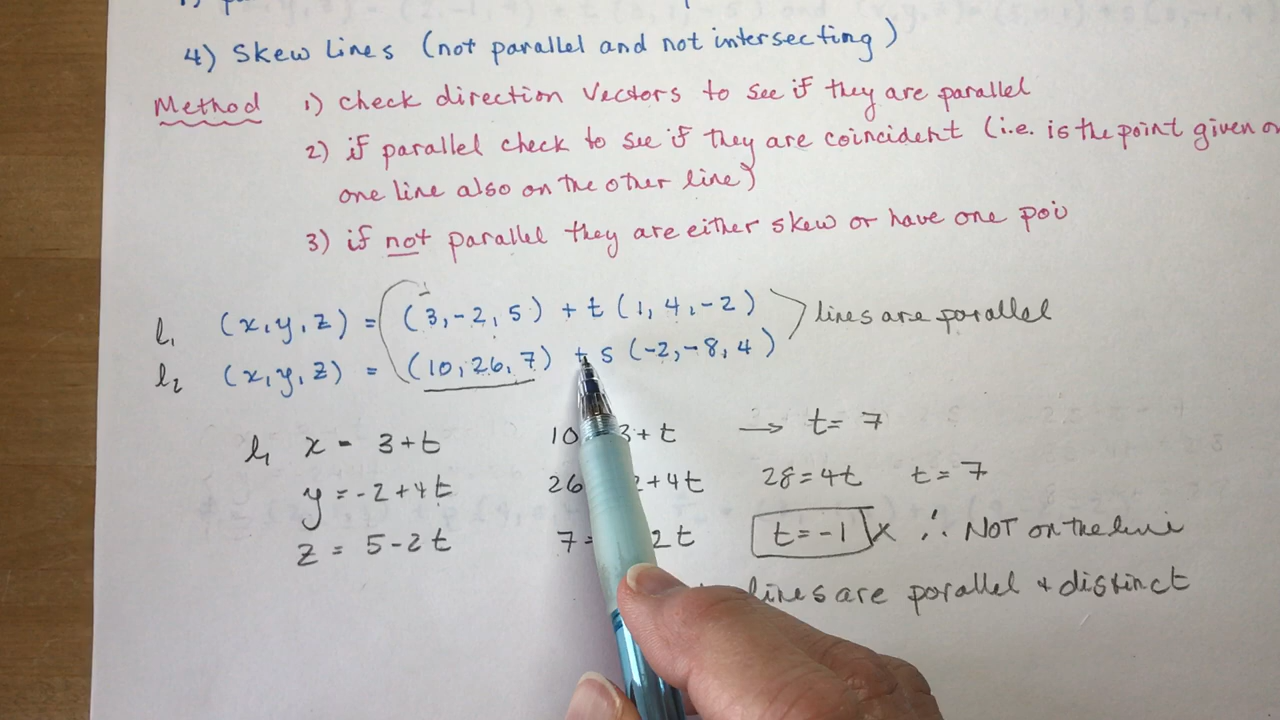 4) Skew Lines (not parallel and not intersecting)
Method 1) check direction vectors to see if they are parallel
2) if parallel check to see if they are coincident (i.e. is the point given on
one line also on the other line)
3) if not parallel they are either skew or have one poi
l₁ (x,y,z) = (3,-2,5) + t (1,4,-2) lines are parallel
l₂ (x,y,z) = (10,26,7) + s (-2,-8,4)
l₁ x = 3+t 10 3+t → t= 7
y = -2+4t 26 2+4t 28=4t t=7
z = 5-2t 7= 2t t=-1 x ∴ NOT on the line
lines are parallel + distinct